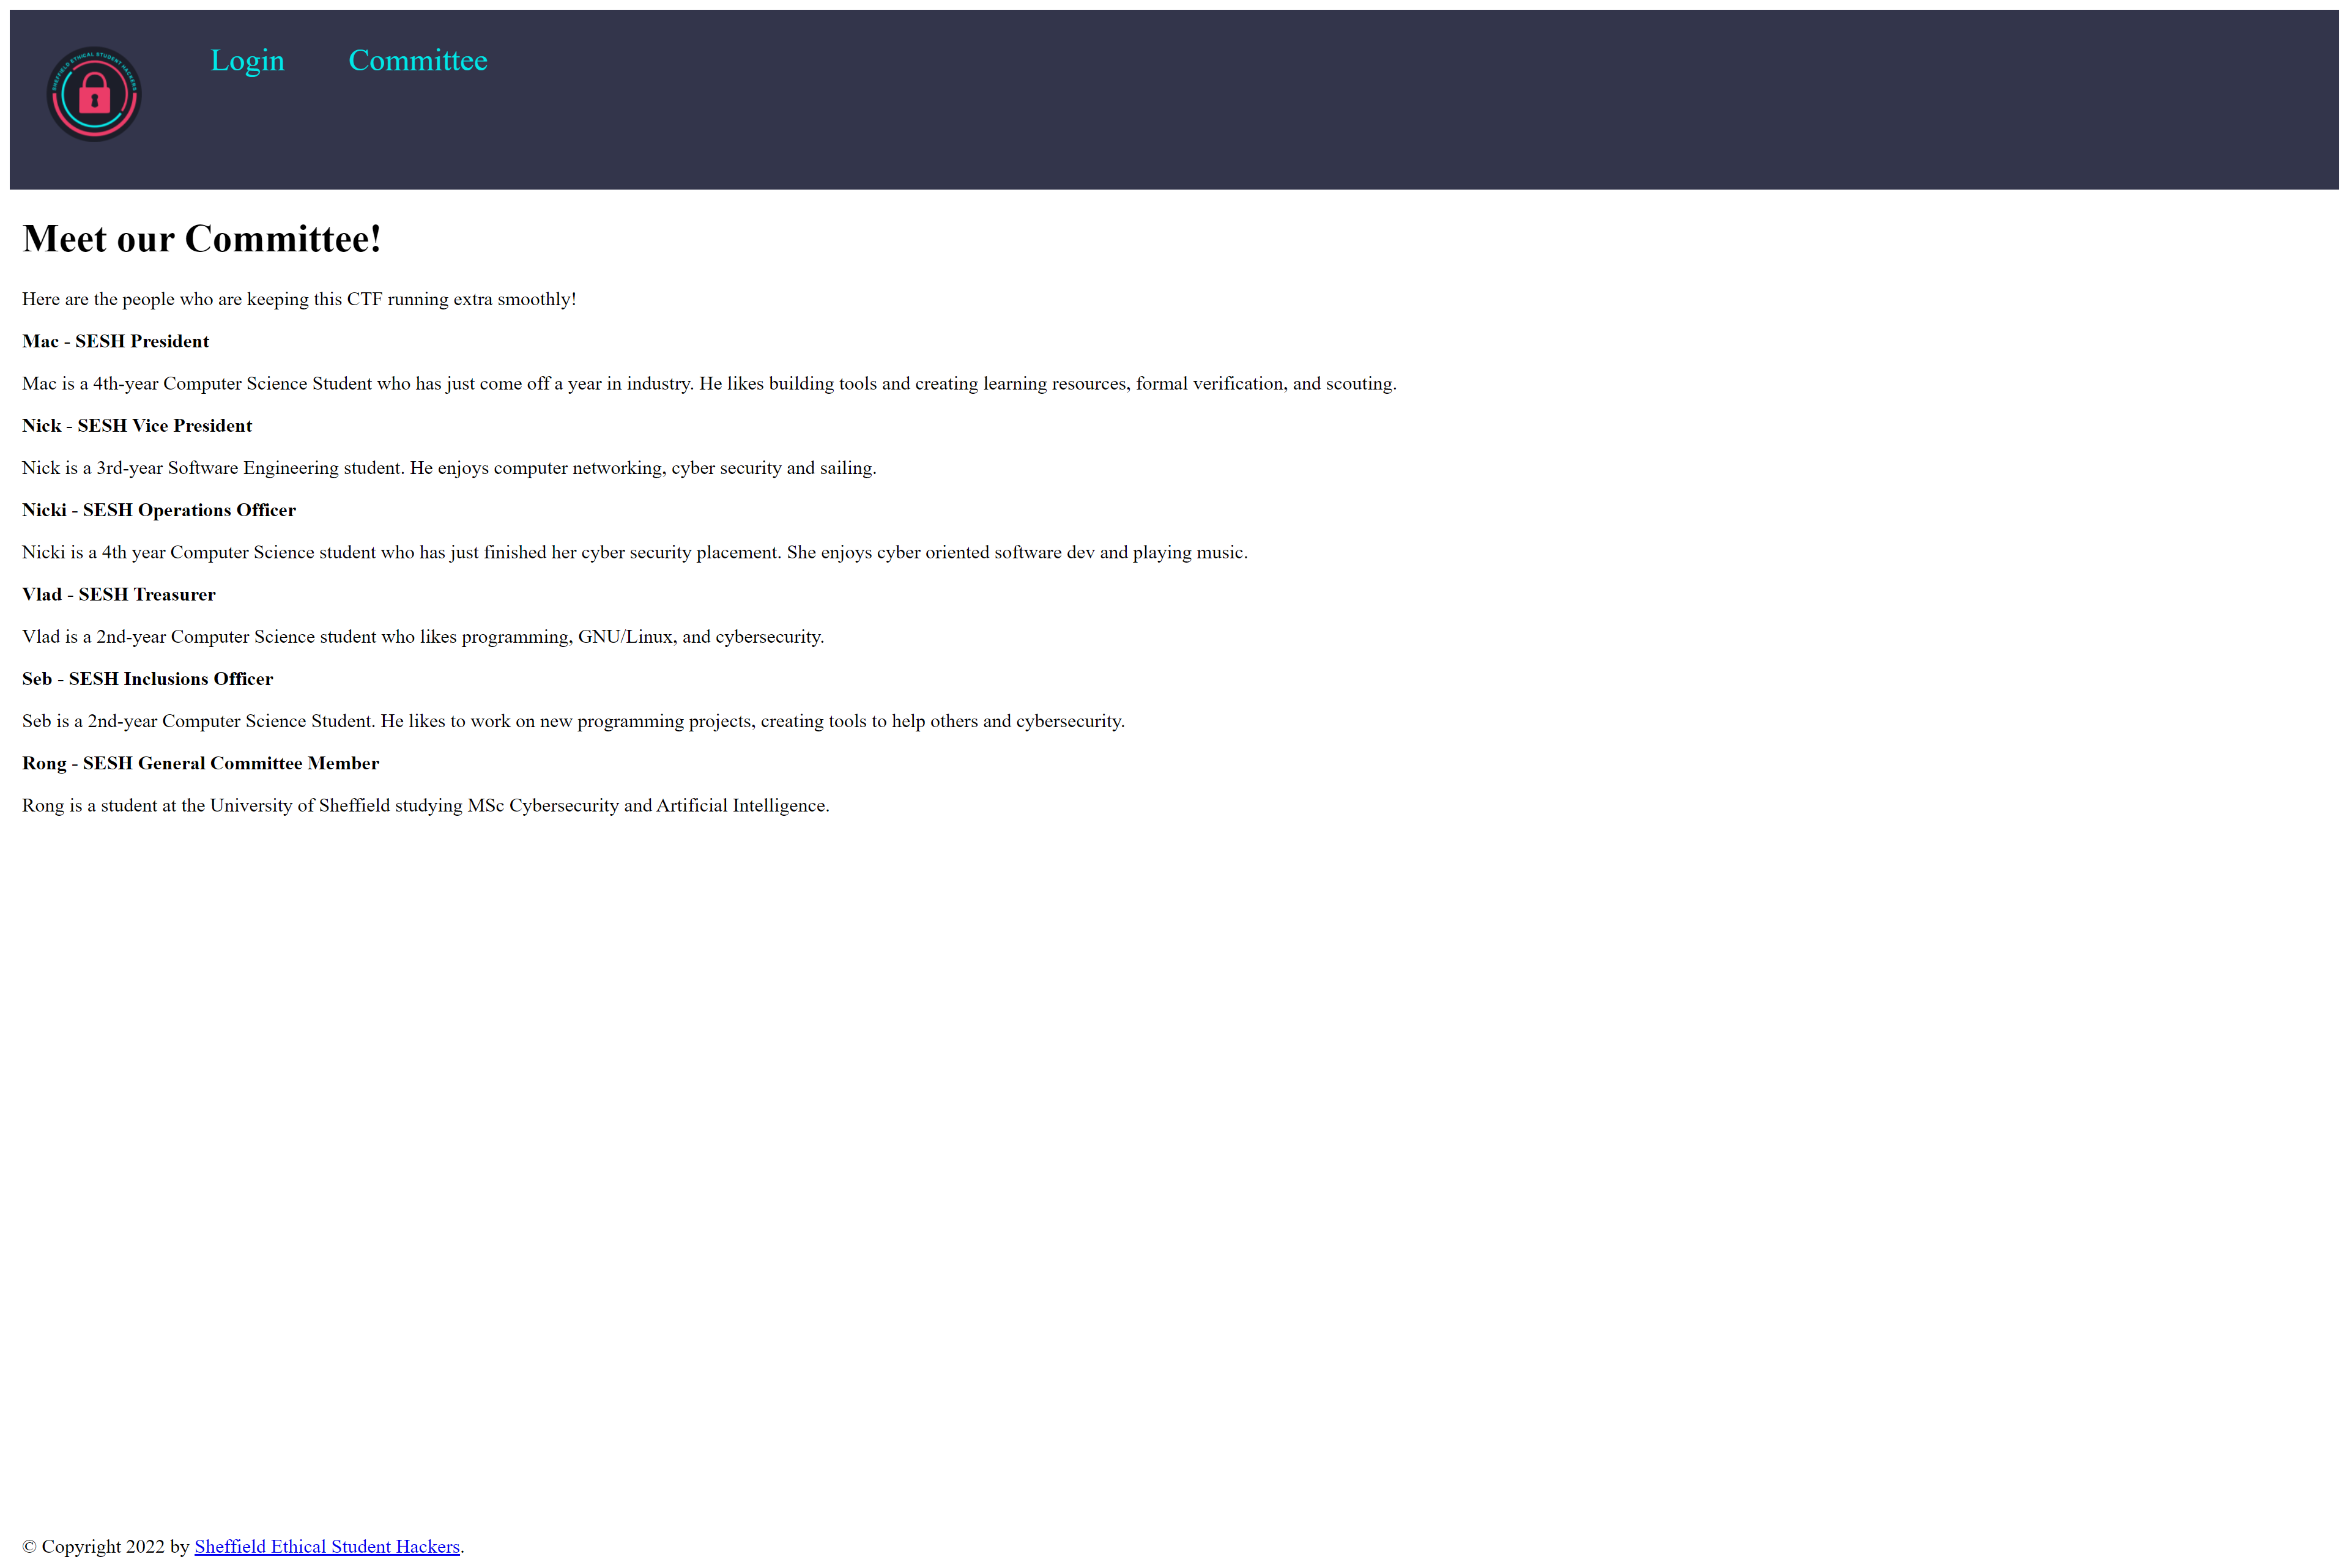 SHEFFIELD ETHICAL STUDENT HACKERS
Login
Committee
Meet our Committee!
Here are the people who are keeping this CTF running extra smoothly!
Mac - SESH President
Mac is a 4th-year Computer Science Student who has just come off a year in industry. He likes building tools and creating learning resources, formal verification, and scouting.
Nick - SESH Vice President
Nick is a 3rd-year Software Engineering student. He enjoys computer networking, cyber security and sailing.
Nicki - SESH Operations Officer
Nicki is a 4th year Computer Science student who has just finished her cyber security placement. She enjoys cyber oriented software dev and playing music.
Vlad - SESH Treasurer
Vlad is a 2nd-year Computer Science student who likes programming, GNU/Linux, and cybersecurity.
Seb - SESH Inclusions Officer
Seb is a 2nd-year Computer Science Student. He likes to work on new programming projects, creating tools to help others and cybersecurity.
Rong - SESH General Committee Member
Rong is a student at the University of Sheffield studying MSc Cybersecurity and Artificial Intelligence.
© Copyright 2022 by Sheffield Ethical Student Hackers.